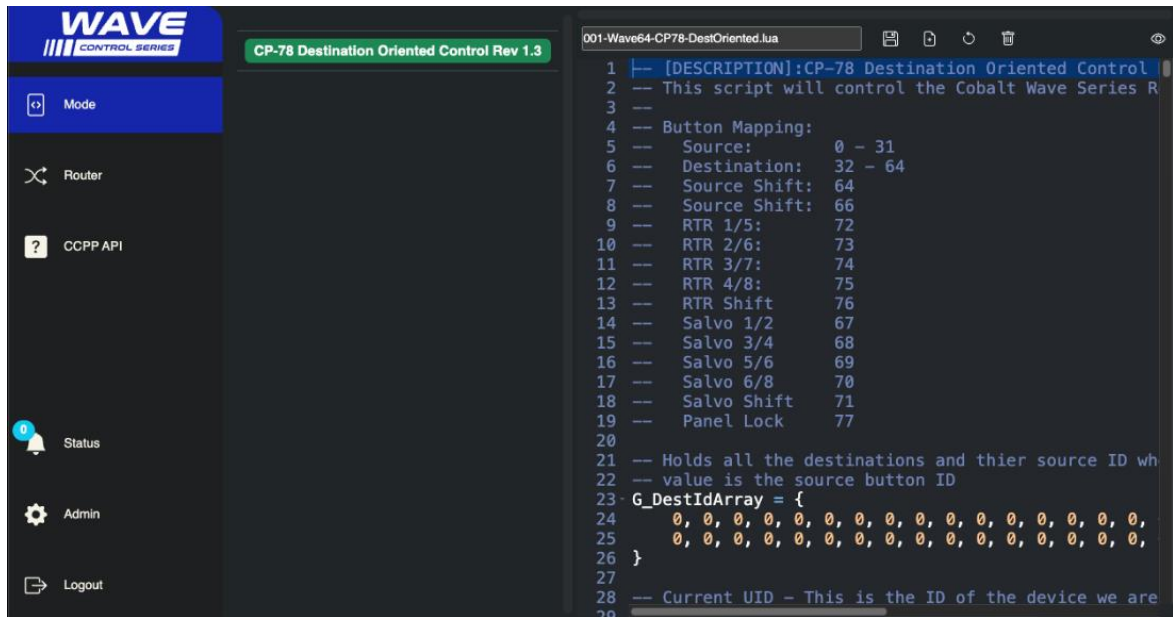 WAVE
CONTROL SERIES
Mode
Router
? CCPP API
0
Status
Admin
Logout
CP-78 Destination Oriented Control Rev 1.3
001-Wave64-CP78-DestOriented.lua
1 -- [DESCRIPTION]:CP-78 Destination Oriented Control
2 -- This script will control the Cobalt Wave Series R
3 --
4 -- Button Mapping:
5 -- Source: 0 - 31
6 -- Destination: 32 - 64
7 -- Source Shift: 64
8 -- Source Shift: 66
9 -- RTR 1/5: 72
10 -- RTR 2/6: 73
11 -- RTR 3/7: 74
12 -- RTR 4/8: 75
13 -- RTR Shift 76
14 -- Salvo 1/2 67
15 -- Salvo 3/4 68
16 -- Salvo 5/6 69
17 -- Salvo 6/8 70
18 -- Salvo Shift 71
19 -- Panel Lock 77
20
21 -- Holds all the destinations and thier source ID wh
22 -- value is the source button ID
23 G_DestIdArray = {
24 0, 0, 0, 0, 0, 0, 0, 0, 0, 0, 0, 0, 0, 0, 0, 0,
25 0, 0, 0, 0, 0, 0, 0, 0, 0, 0, 0, 0, 0, 0, 0, 0,
26 }
27
28 -- Current UID - This is the ID of the device we are
29